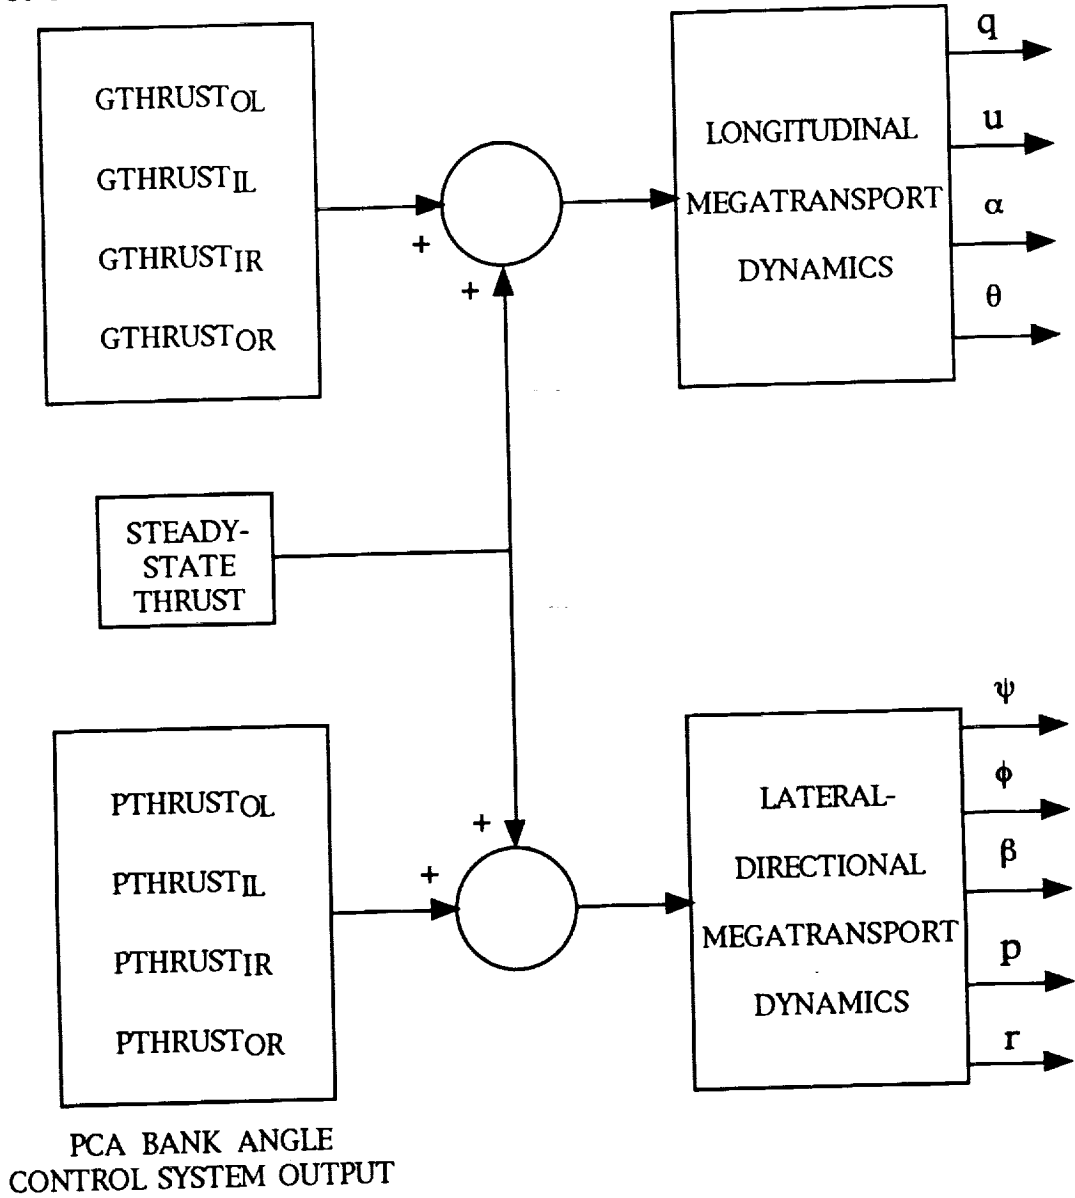 GTHRUSTOL
GTHRUSTIL
GTHRUSTIR
GTHRUSTOR
+
+
LONGITUDINAL
MEGATRANSPORT
DYNAMICS
q
u
α
θ
STEADY-
STATE
THRUST
PTHRUSTOL
PTHRUSTIL
PTHRUSTIR
PTHRUSTOR
+
+
LATERAL-
DIRECTIONAL
MEGATRANSPORT
DYNAMICS
ψ
ϕ
β
p
r
PCA BANK ANGLE
CONTROL SYSTEM OUTPUT